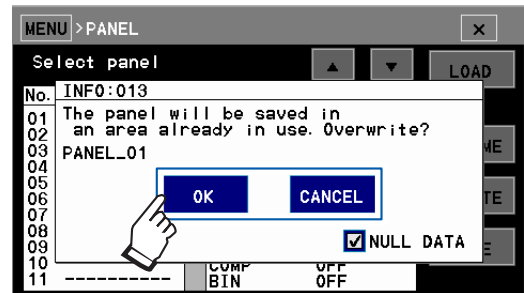 MENU > PANEL
×
Select panel
▲
▼
LOAD
No.
INFO:013
01
The panel will be saved in
02
an area already in use. Overwrite?
03
PANEL_01
ME
04
05
06
OK
CANCEL
TE
07
08
09
NULL DATA
E
10
COMP
OFF
11
----------
BIN
OFF